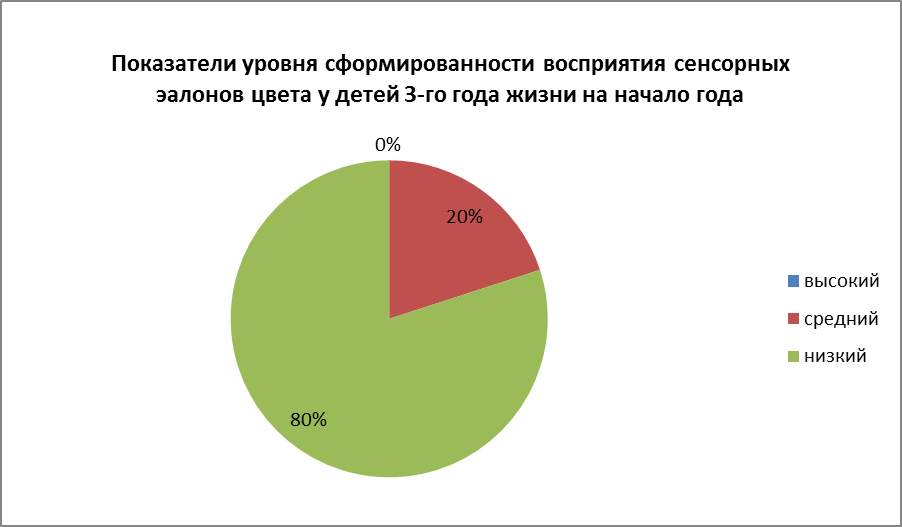 Показатели уровня сформированности восприятия сенсорных
эалонов цвета у детей 3-го года жизни на начало года
0%
20%
80%
высокий
средний
низкий